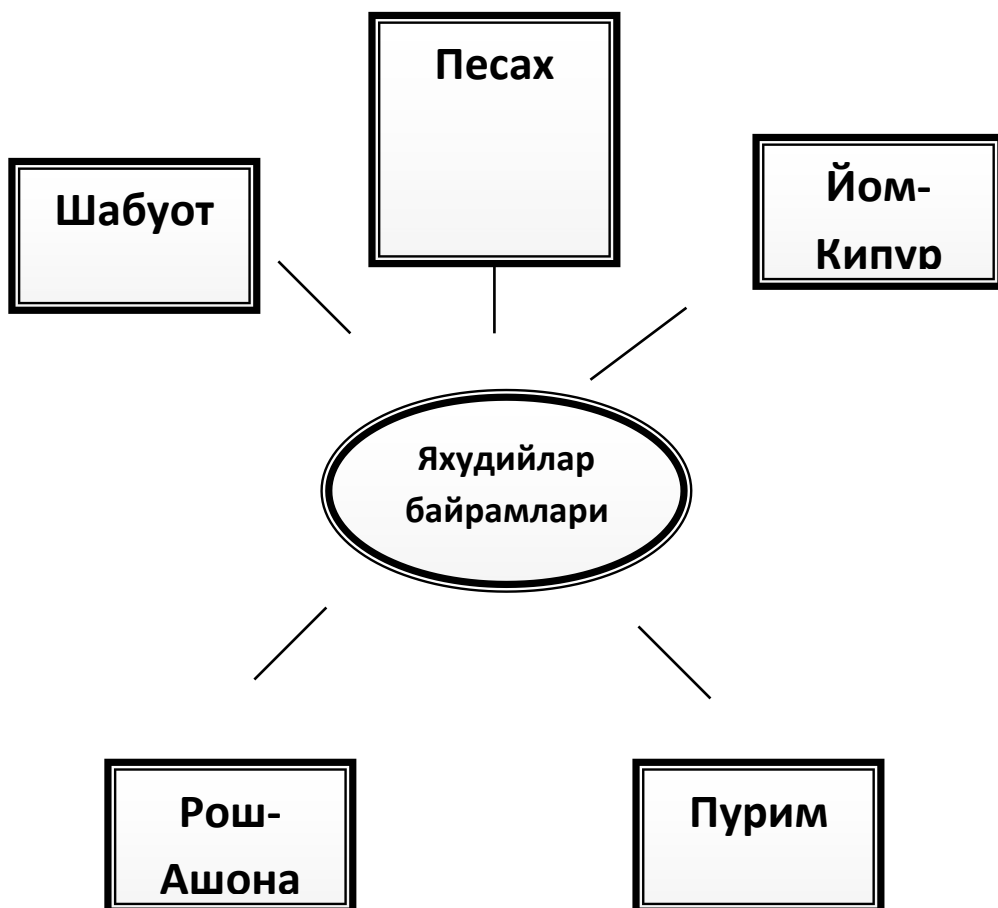 Песах
Шабуот
Йом-
Кипур
Яхудийлар
байрамлари
Рош-
Ашона
Пурим